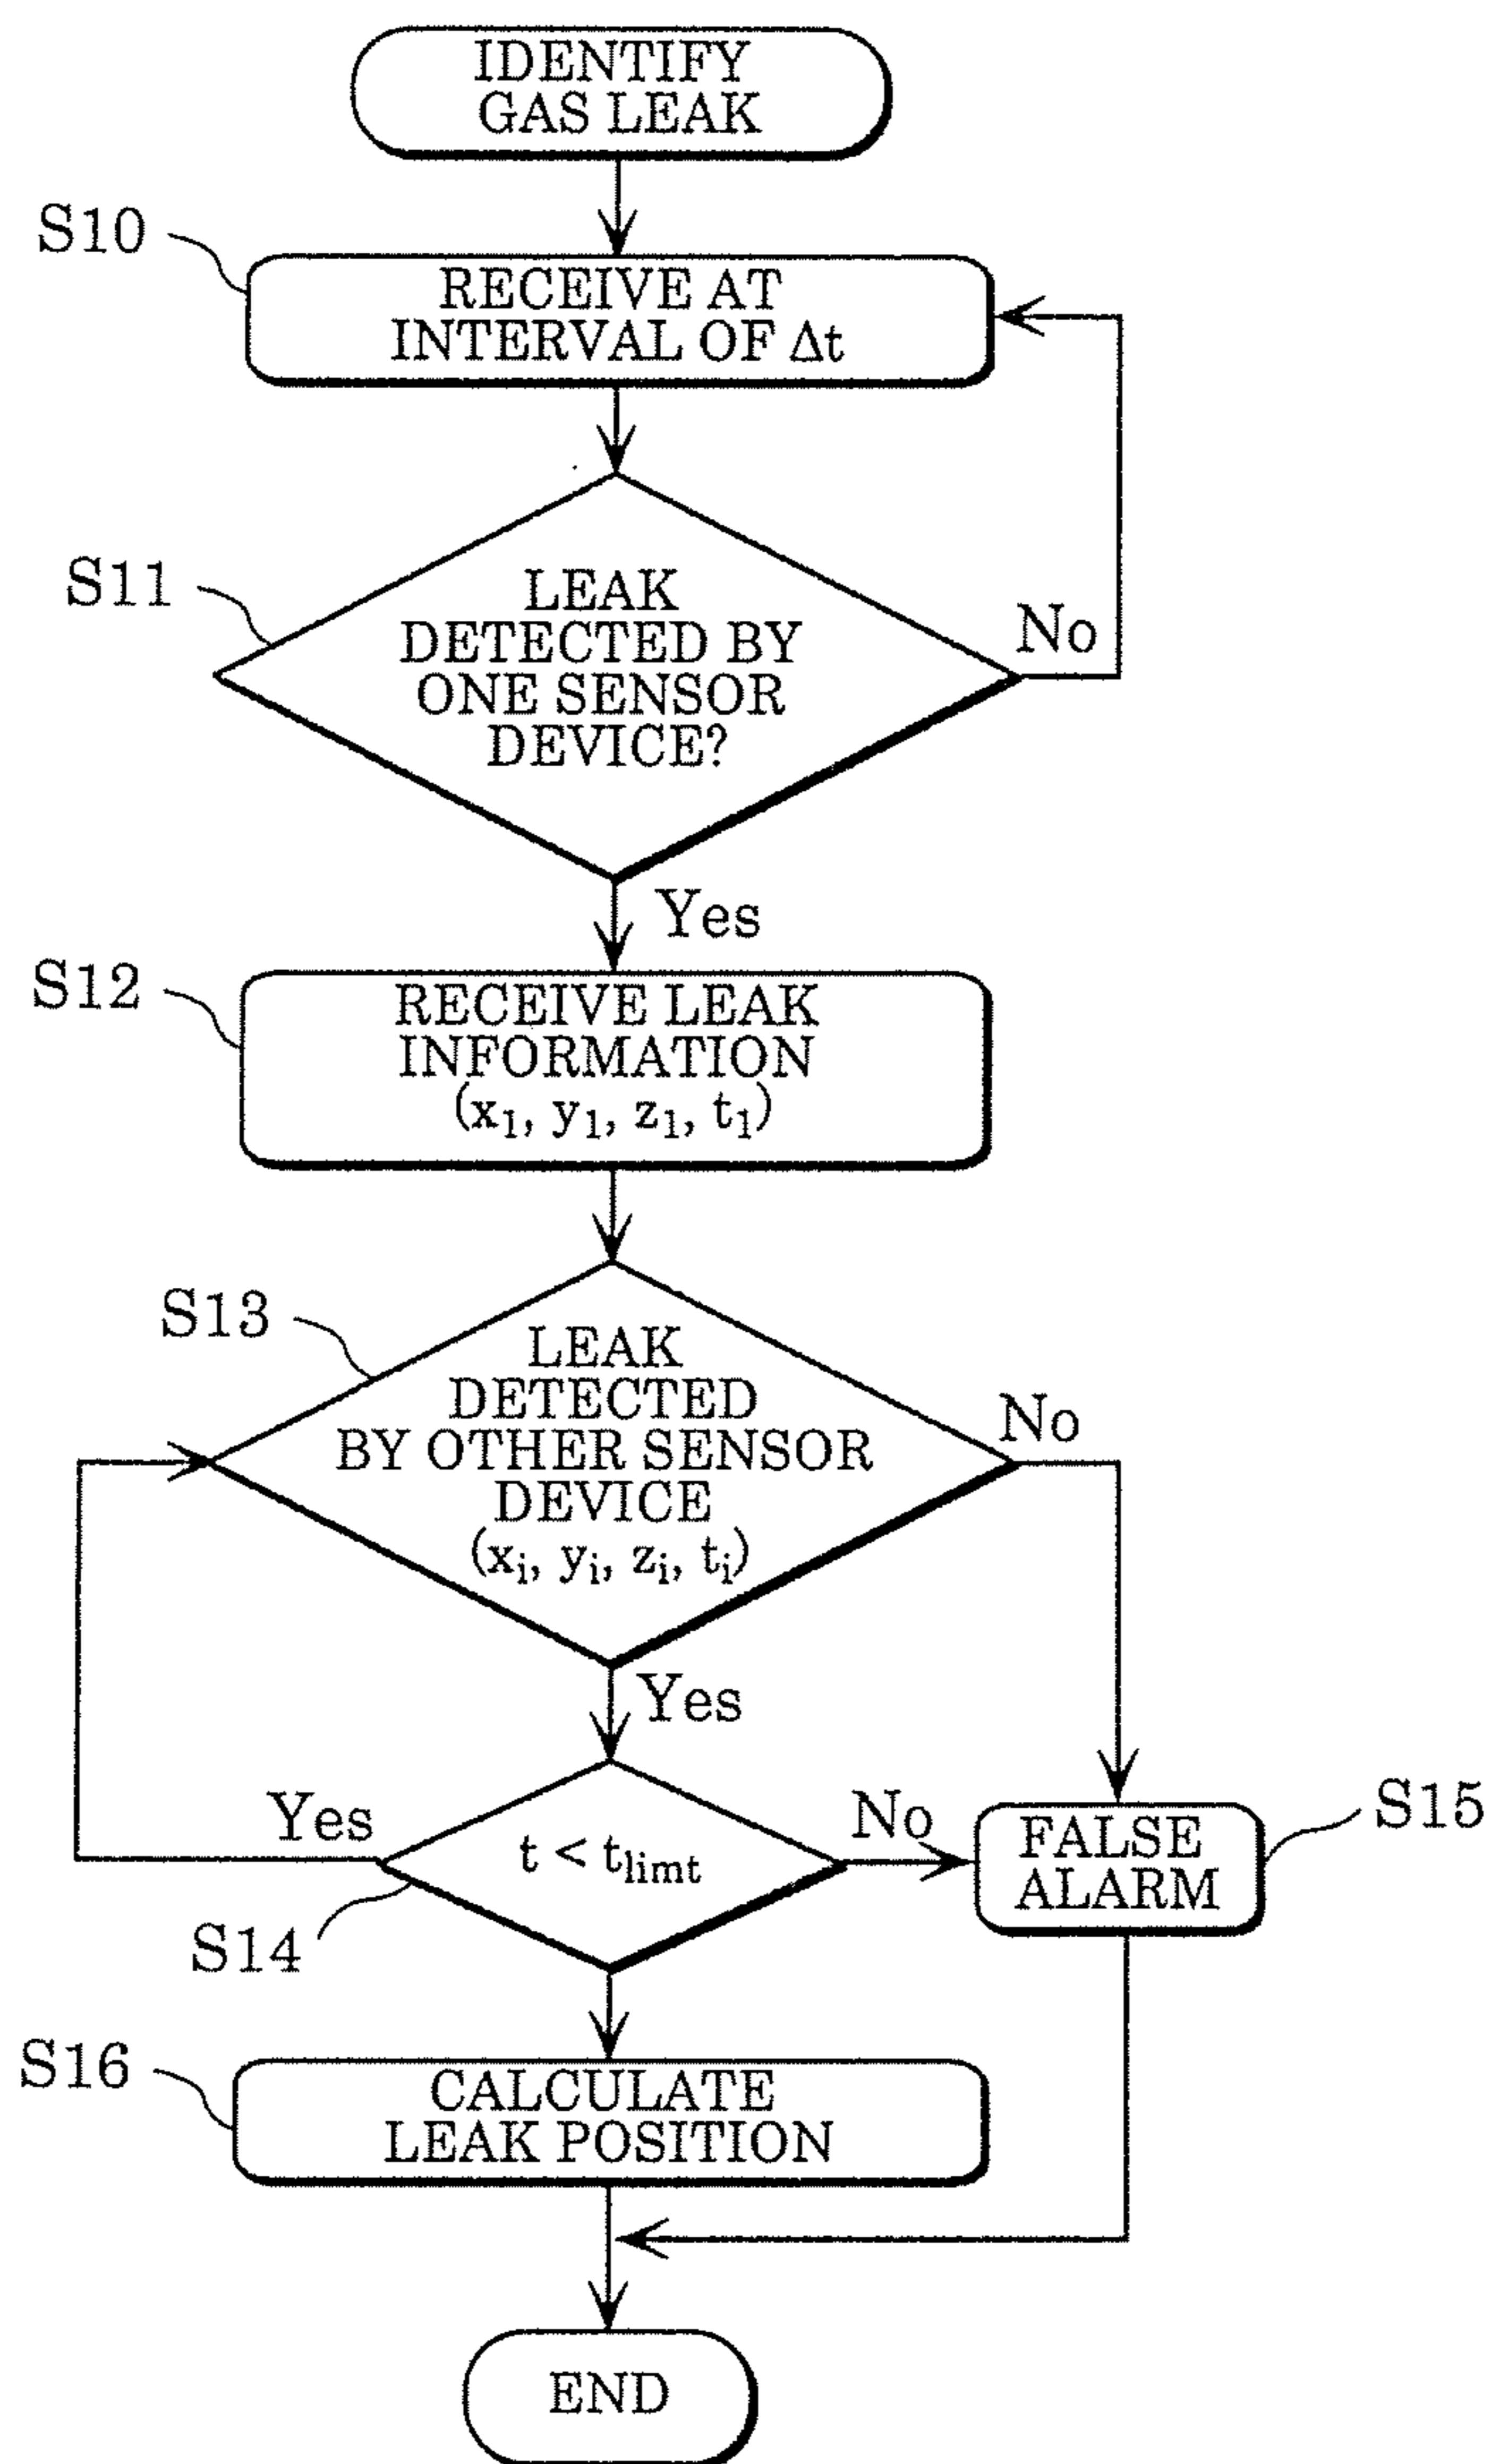 IDENTIFY
GAS LEAK
S10
RECEIVE AT
INTERVAL OF Δt
S11
LEAK
DETECTED BY
ONE SENSOR
DEVICE?
No
Yes
S12
RECEIVE LEAK
INFORMATION
(x₁, y₁, z₁, t₁)
S13
LEAK
DETECTED
BY OTHER SENSOR
DEVICE
(xᵢ, yᵢ, zᵢ, tᵢ)
No
Yes
Yes
t < tlimt
No
S14
FALSE
ALARM
S15
S16
CALCULATE
LEAK POSITION
END